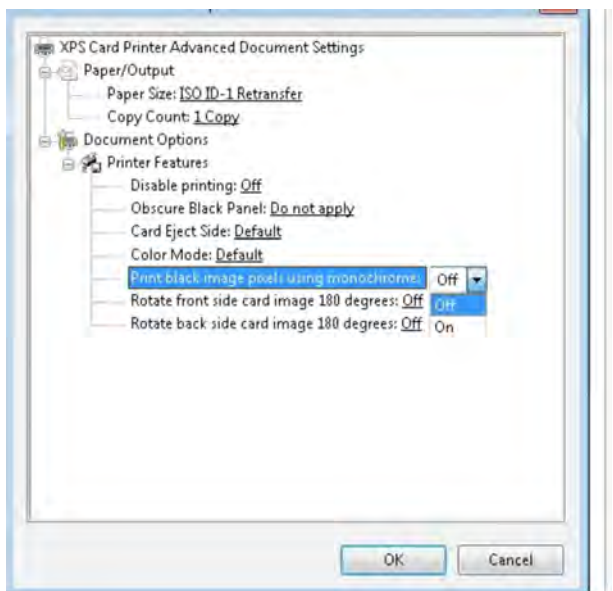 XPS Card Printer Advanced Document Settings
Paper/Output
Paper Size: ISO ID-1 Retransfer
Copy Count: 1 Copy
Document Options
Printer Features
Disable printing: Off
Obscure Black Panel: Do not apply
Card Eject Side: Default
Color Mode: Default
Print black image pixels using monochrome: Off
Rotate front side card image 180 degrees: Off Off
Rotate back side card image 180 degrees: Off On
OK Cancel